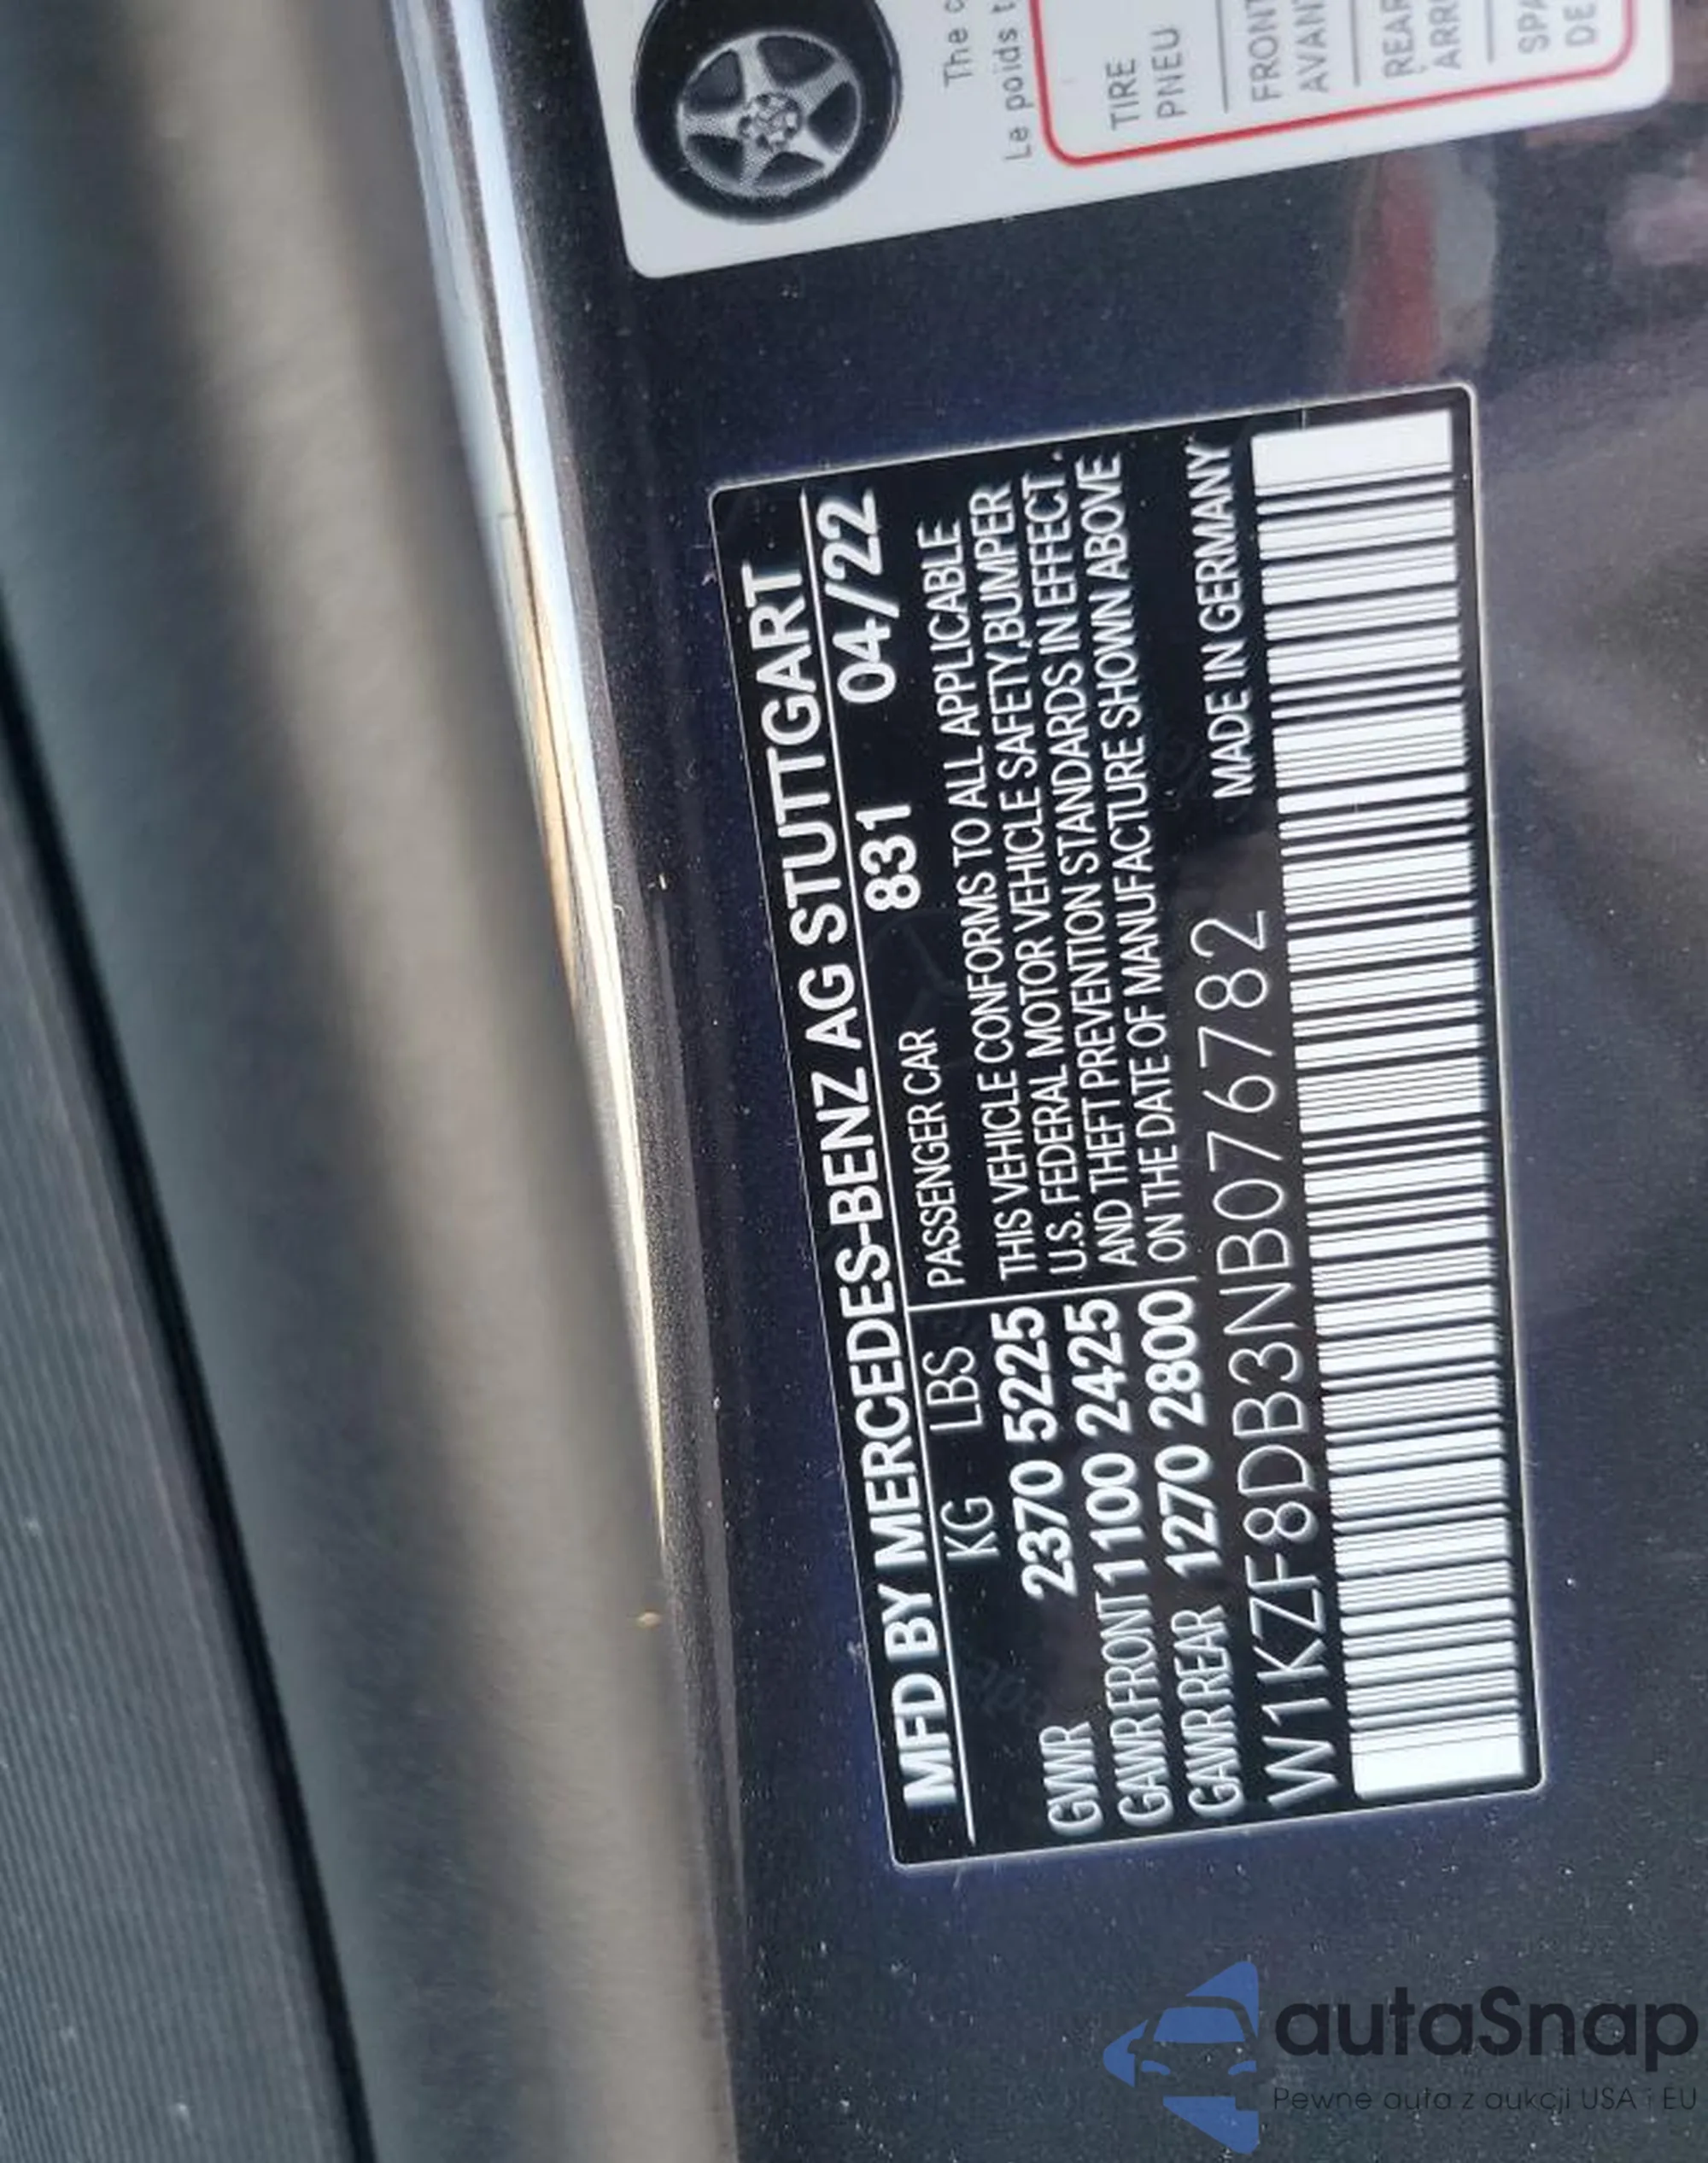 The
Le poids
TIRE
PNEU
FRONT
AVANT
REAR
MFD BY MERCEDES-BENZ AG STUTTGART
KG LBS PASSENGER CAR 831 04/22
GVWR 2370 5225 THIS VEHICLE CONFORMS TO ALL APPLICABLE
GAWR FRONT 1100 2425 U.S. FEDERAL MOTOR VEHICLE SAFETY,BUMPER
GAWR REAR 1270 2800 AND THEFT PREVENTION STANDARDS IN EFFECT.
ON THE DATE OF MANUFACTURE SHOWN ABOVE
W1KZF8DB3NB076782 MADE IN GERMANY
autaSnap
Pewne auta z aukcji USA i EU